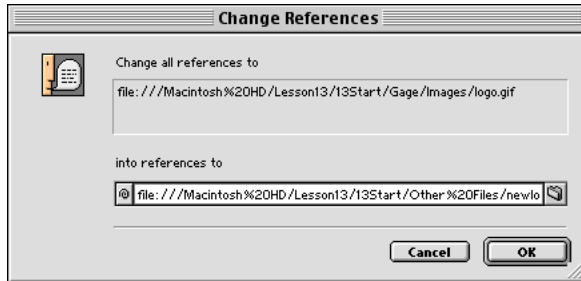 Change References
Change all references to
file:///Macintosh%20HD/Lesson13/13Start/Gage/Images/logo.gif
into references to
file:///Macintosh%20HD/Lesson13/13Start/Other%20Files/newlo
Cancel
OK